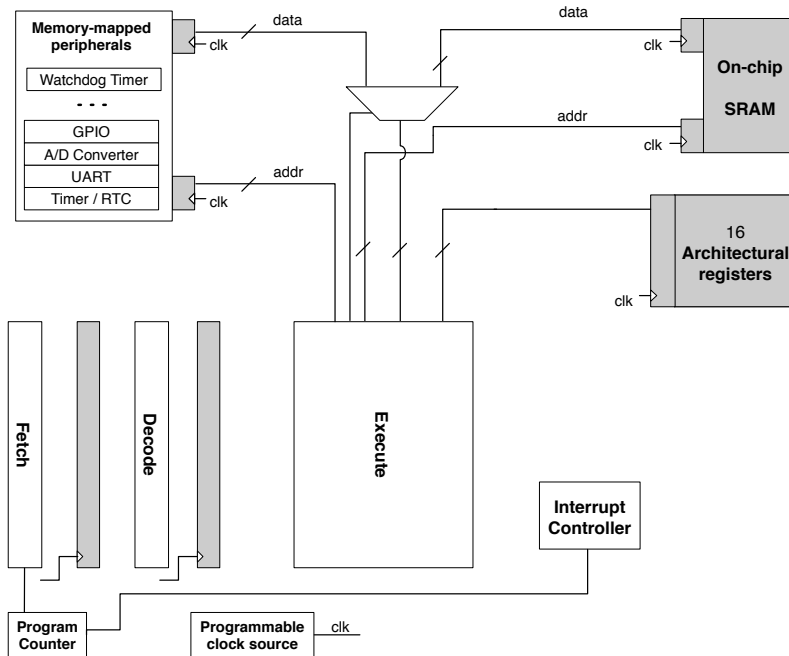 Memory-mapped
peripherals
Watchdog Timer
- - -
GPIO
A/D Converter
UART
Timer / RTC
clk
data
clk
addr
data
clk
On-chip
SRAM
addr
clk
16
Architectural
registers
clk
Fetch
Decode
Execute
Interrupt
Controller
Program
Counter
Programmable
clock source
clk